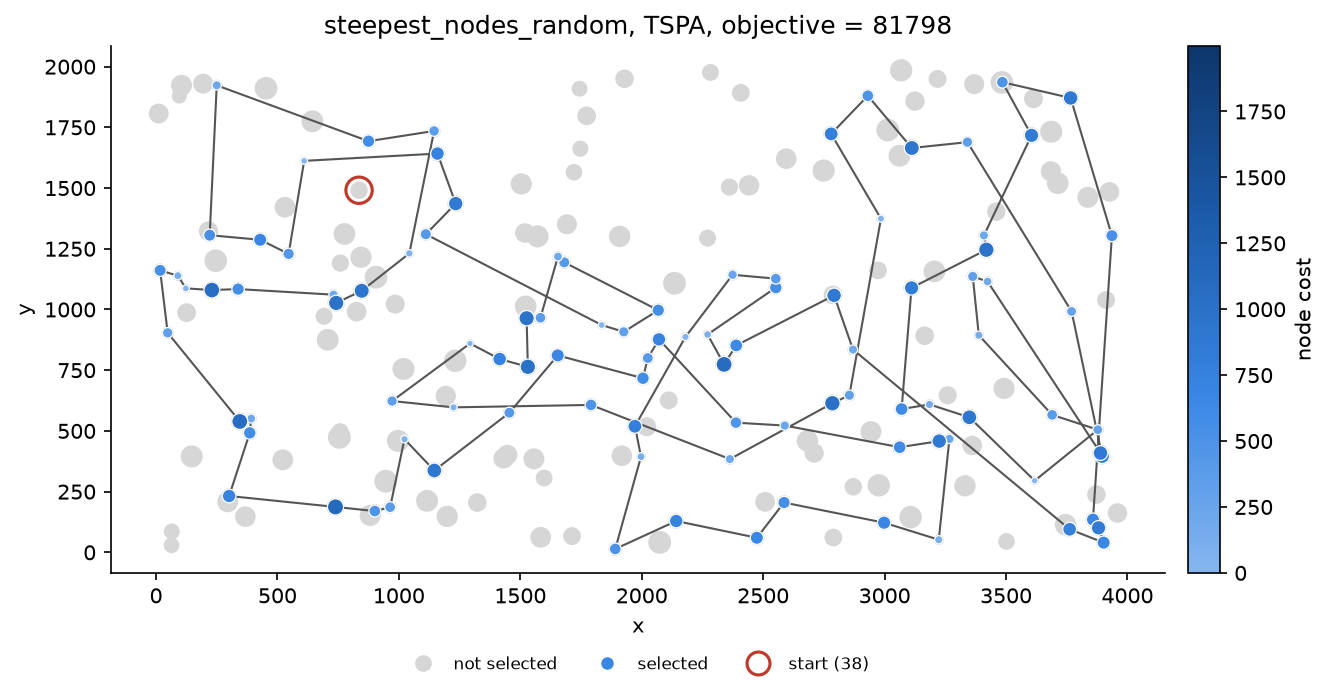 steepest_nodes_random, TSPA, objective = 81798
2000
1750
1500
1250
1000
750
500
250
0
y
0 500 1000 1500 2000 2500 3000 3500 4000
x
1750
1500
1250
1000
750
500
250
0
node cost
not selected selected start (38)